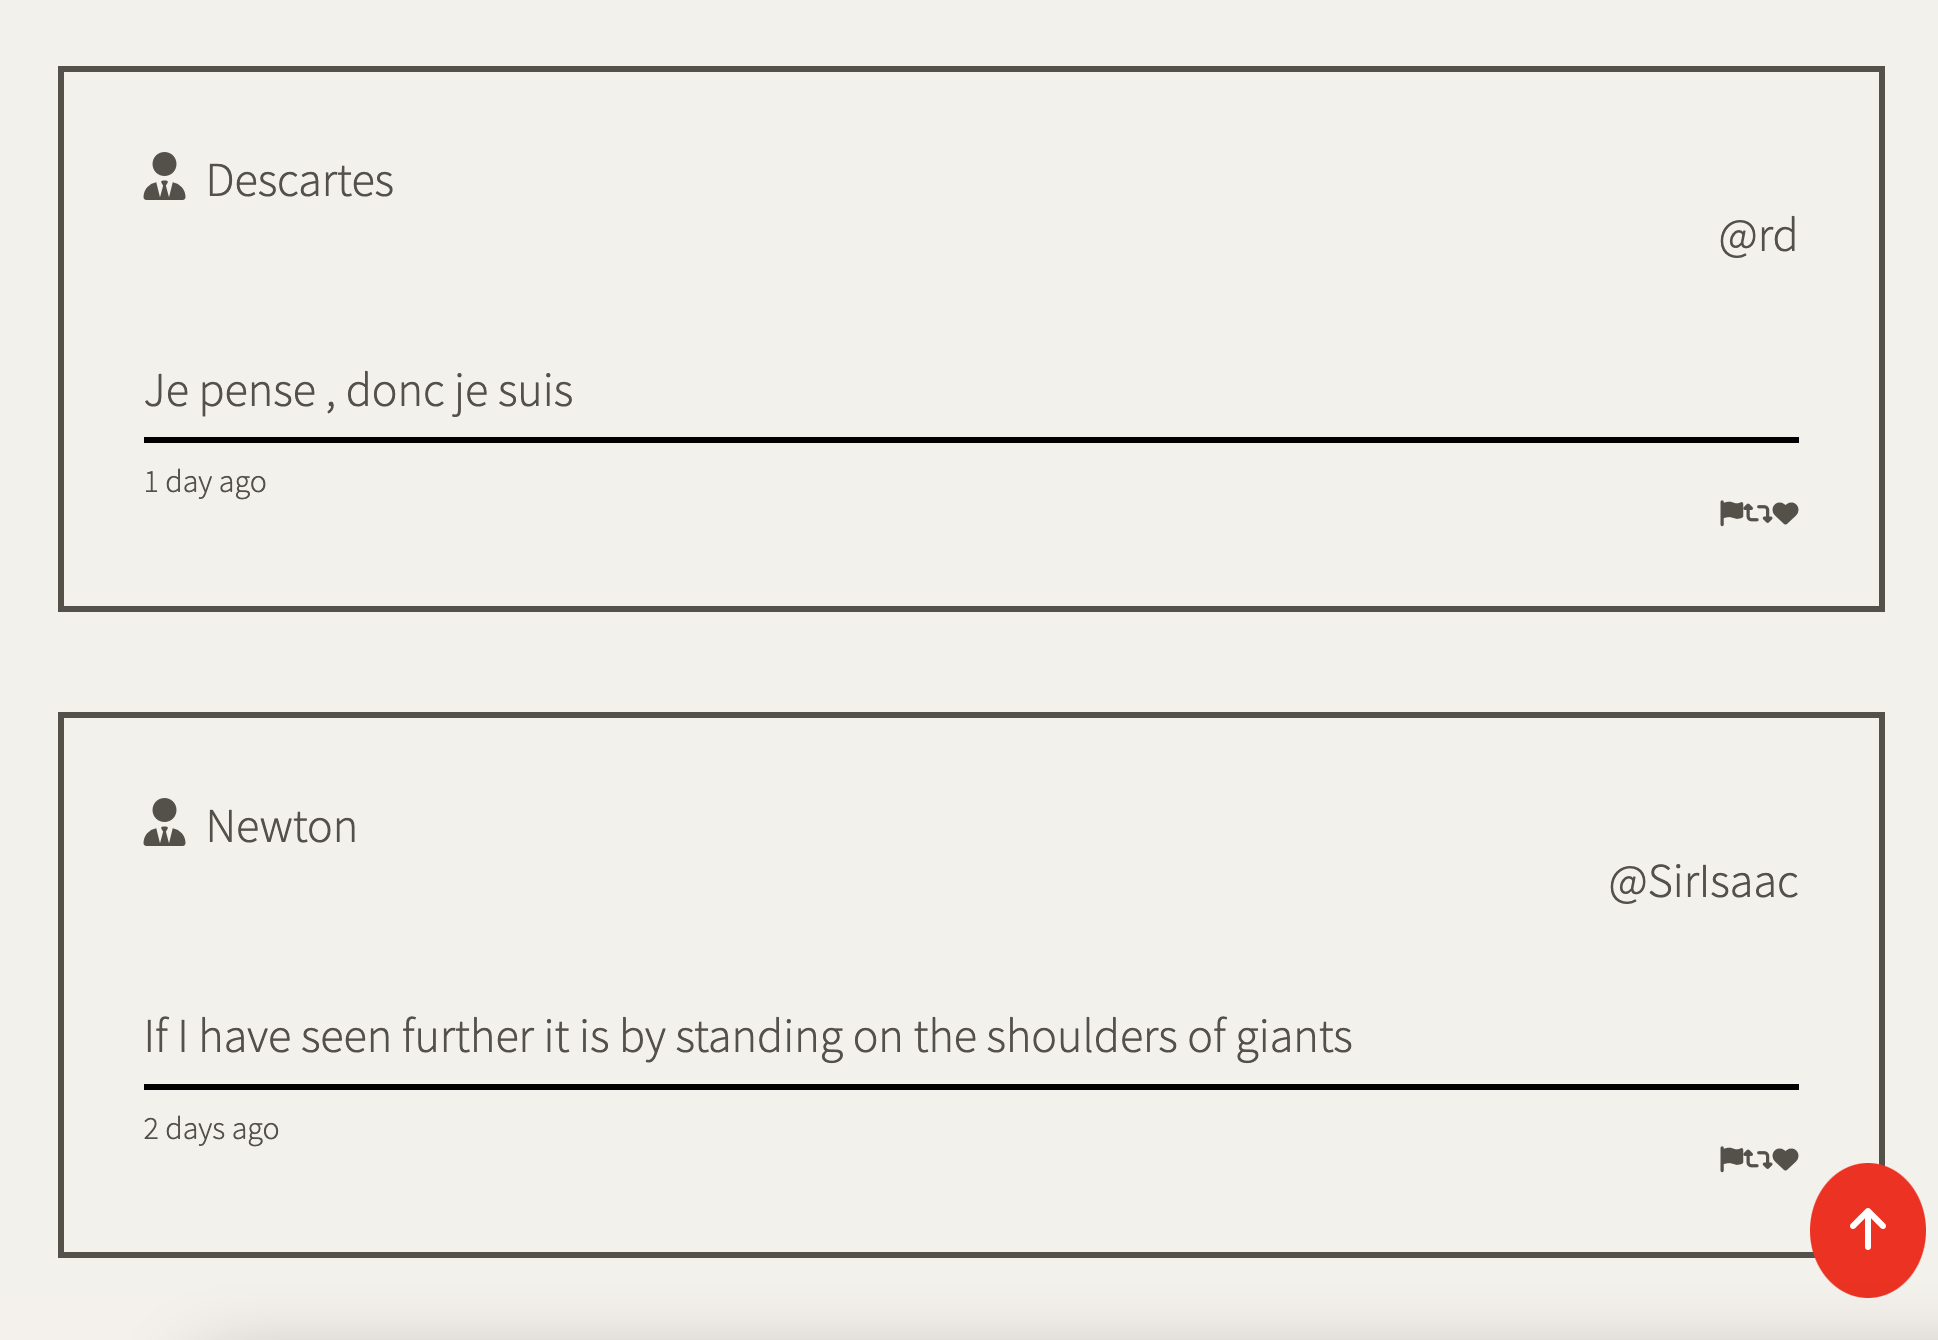 Descartes
@rd
Je pense , donc je suis
1 day ago
Newton
@SirIsaac
If I have seen further it is by standing on the shoulders of giants
2 days ago